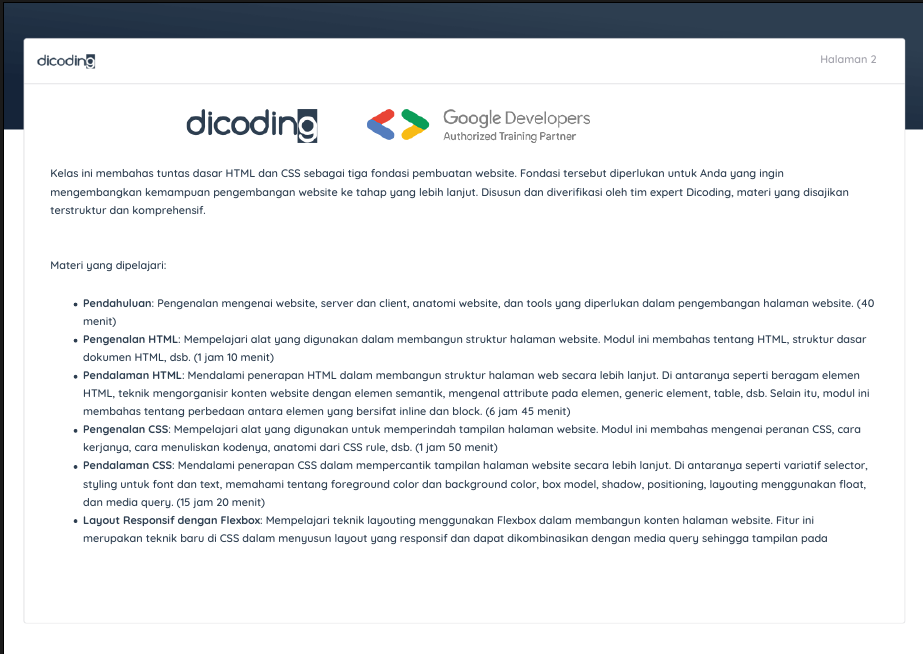 dicoding
Halaman 2
dicoding
Google Developers
Authorized Training Partner
Kelas ini membahas tuntas dasar HTML dan CSS sebagai tiga fondasi pembuatan website. Fondasi tersebut diperlukan untuk Anda yang ingin
mengembangkan kemampuan pengembangan website ke tahap yang lebih lanjut. Disusun dan diverifikasi oleh tim expert Dicoding, materi yang disajikan
terstruktur dan komprehensif.
Materi yang dipelajari:
• Pendahuluan: Pengenalan mengenai website, server dan client, anatomi website, dan tools yang diperlukan dalam pengembangan halaman website. (40
menit)
• Pengenalan HTML: Mempelajari alat yang digunakan dalam membangun struktur halaman website. Modul ini membahas tentang HTML, struktur dasar
dokumen HTML, dsb. (1 jam 10 menit)
• Pendalaman HTML: Mendalami penerapan HTML dalam membangun struktur halaman web secara lebih lanjut. Di antaranya seperti beragam elemen
HTML, teknik mengorganisir konten website dengan elemen semantik, mengenal attribute pada elemen, generic element, table, dsb. Selain itu, modul ini
membahas tentang perbedaan antara elemen yang bersifat inline dan block. (6 jam 45 menit)
• Pengenalan CSS: Mempelajari alat yang digunakan untuk memperindah tampilan halaman website. Modul ini membahas mengenai peranan CSS, cara
kerjanya, cara menuliskan kodenya, anatomi dari CSS rule, dsb. (1 jam 50 menit)
• Pendalaman CSS: Mendalami penerapan CSS dalam mempercantik tampilan halaman website secara lebih lanjut. Di antaranya seperti variatif selector,
styling untuk font dan text, memahami tentang foreground color dan background color, box model, shadow, positioning, layouting menggunakan float,
dan media query. (15 jam 20 menit)
• Layout Responsif dengan Flexbox: Mempelajari teknik layouting menggunakan Flexbox dalam membangun konten halaman website. Fitur ini
merupakan teknik baru di CSS dalam menyusun layout yang responsif dan dapat dikombinasikan dengan media query sehingga tampilan pada